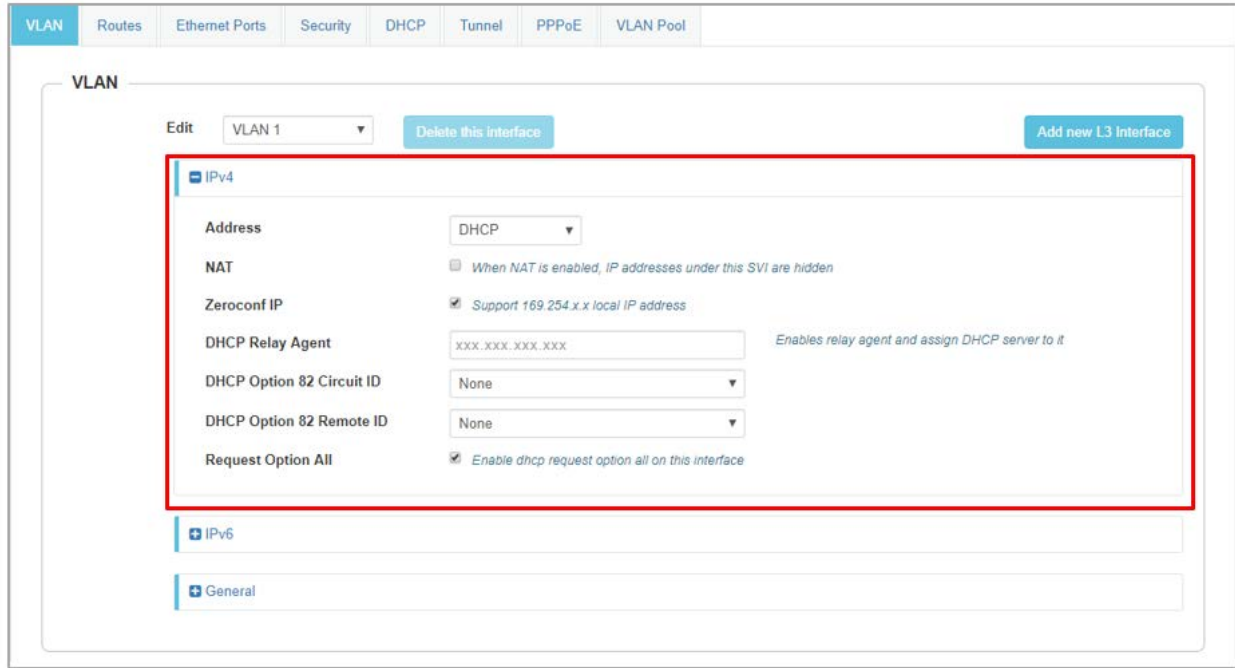 VLAN Routes Ethernet Ports Security DHCP Tunnel PPPoE VLAN Pool
VLAN
Edit VLAN 1 Delete this interface Add new L3 Interface
IPv4
Address DHCP
NAT When NAT is enabled, IP addresses under this SVI are hidden
Zeroconf IP Support 169.254.x.x local IP address
DHCP Relay Agent xxx.xxx.xxx.xxx Enables relay agent and assign DHCP server to it
DHCP Option 82 Circuit ID None
DHCP Option 82 Remote ID None
Request Option All Enable dhcp request option all on this interface
IPv6
General